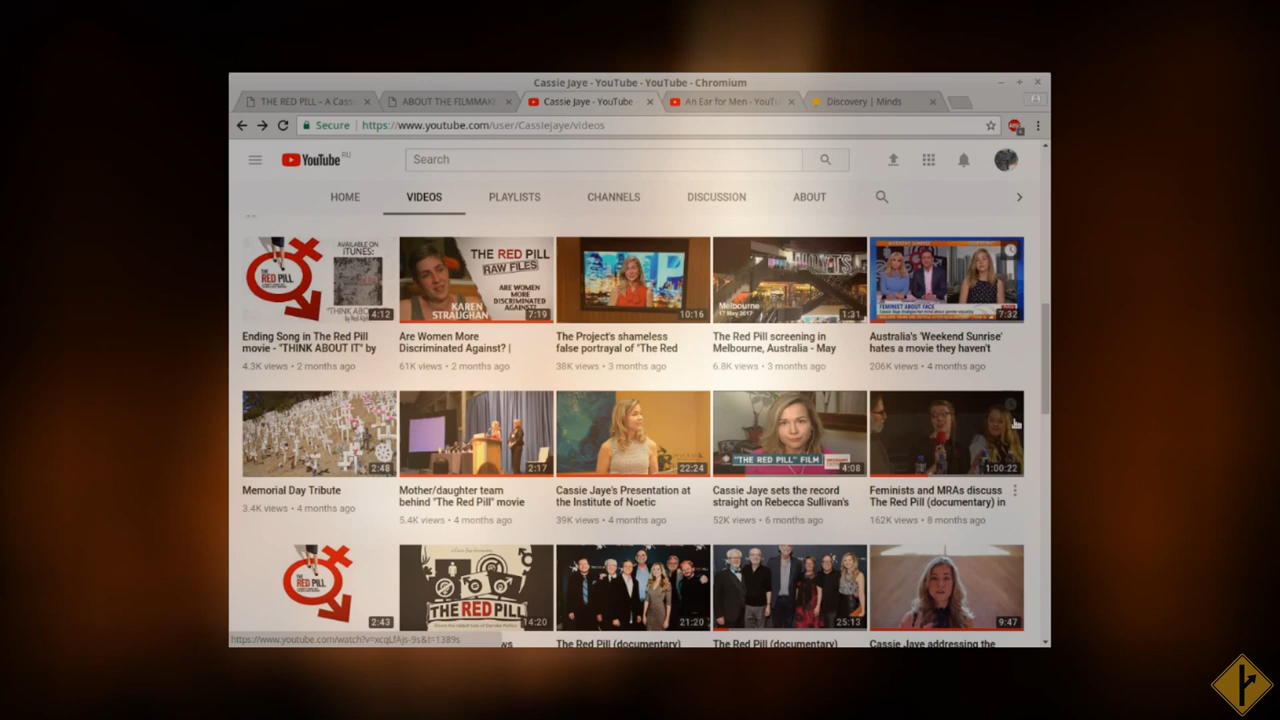 Cassie Jaye - YouTube - YouTube - Chromium
THE RED PILL - A Cass
ABOUT THE FILMMAK
Cassie Jaye - YouTube
An Ear for Men - YouTu
Discovery | Minds
Secure
https://www.youtube.com/user/Cassiejaye/videos
YouTube RU
Search
HOME
VIDEOS
PLAYLISTS
CHANNELS
DISCUSSION
ABOUT
THE RED PILL
AVAILABLE ON
ITUNES:
4:12
KAREN
STRAUGHAN
THE RED PILL
RAW FILES
ARE WOMEN
MORE
DISCRIMINATED
AGAINST?
7:19
10:16
HOYTS
Melbourne
17 May 2017
1:31
FEMINIST ABOUT FACE
7:32
Ending Song in The Red Pill
movie - "THINK ABOUT IT" by
4.3K views • 2 months ago
Are Women More
Discriminated Against? |
61K views • 2 months ago
The Project's shameless
false portrayal of "The Red
38K views • 3 months ago
The Red Pill screening in
Melbourne, Australia - May
6.8K views • 3 months ago
Australia's 'Weekend Sunrise'
hates a movie they haven't
206K views • 4 months ago
2:48
2:17
22:24
"THE RED PILL" FILM
4:08
1:00:22
Memorial Day Tribute
3.4K views • 4 months ago
Mother/daughter team
behind "The Red Pill" movie
5.4K views • 4 months ago
Cassie Jaye's Presentation at
the Institute of Noetic
39K views • 4 months ago
Cassie Jaye sets the record
straight on Rebecca Sullivan's
52K views • 6 months ago
Feminists and MRAs discuss
The Red Pill (documentary) in
162K views • 8 months ago
THE RED PILL
2:43
THE RED PILL
14:20
21:20
25:13
9:47
https://www.youtube.com/watch?v=xcqLfAjs-9s&t=1389s
ws
The Red Pill (documentary)
The Red Pill (documentary)
Cassie Jaye addressing the